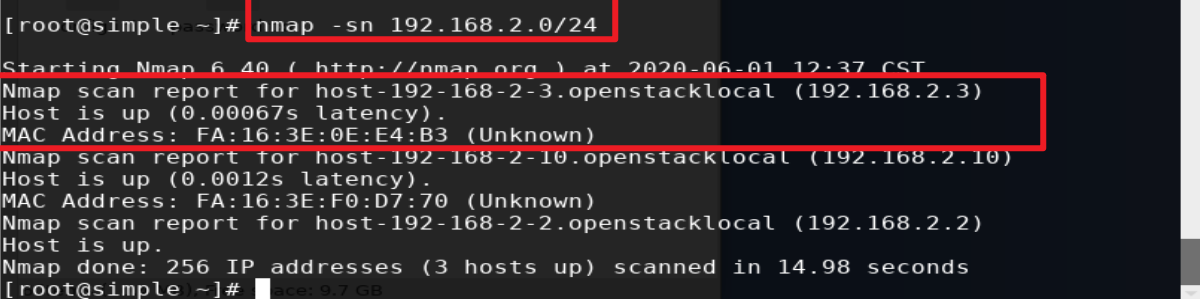 [root@simple ~]# nmap -sn 192.168.2.0/24
Starting Nmap 6.40 ( http://nmap.org ) at 2020-06-01 12:37 CST
Nmap scan report for host-192-168-2-3.openstacklocal (192.168.2.3)
Host is up (0.00067s latency).
MAC Address: FA:16:3E:0E:E4:B3 (Unknown)
Nmap scan report for host-192-168-2-10.openstacklocal (192.168.2.10)
Host is up (0.0012s latency).
MAC Address: FA:16:3E:F0:D7:70 (Unknown)
Nmap scan report for host-192-168-2-2.openstacklocal (192.168.2.2)
Host is up.
Nmap done: 256 IP addresses (3 hosts up) scanned in 14.98 seconds
[root@simple ~]#
space: 9.7 GB